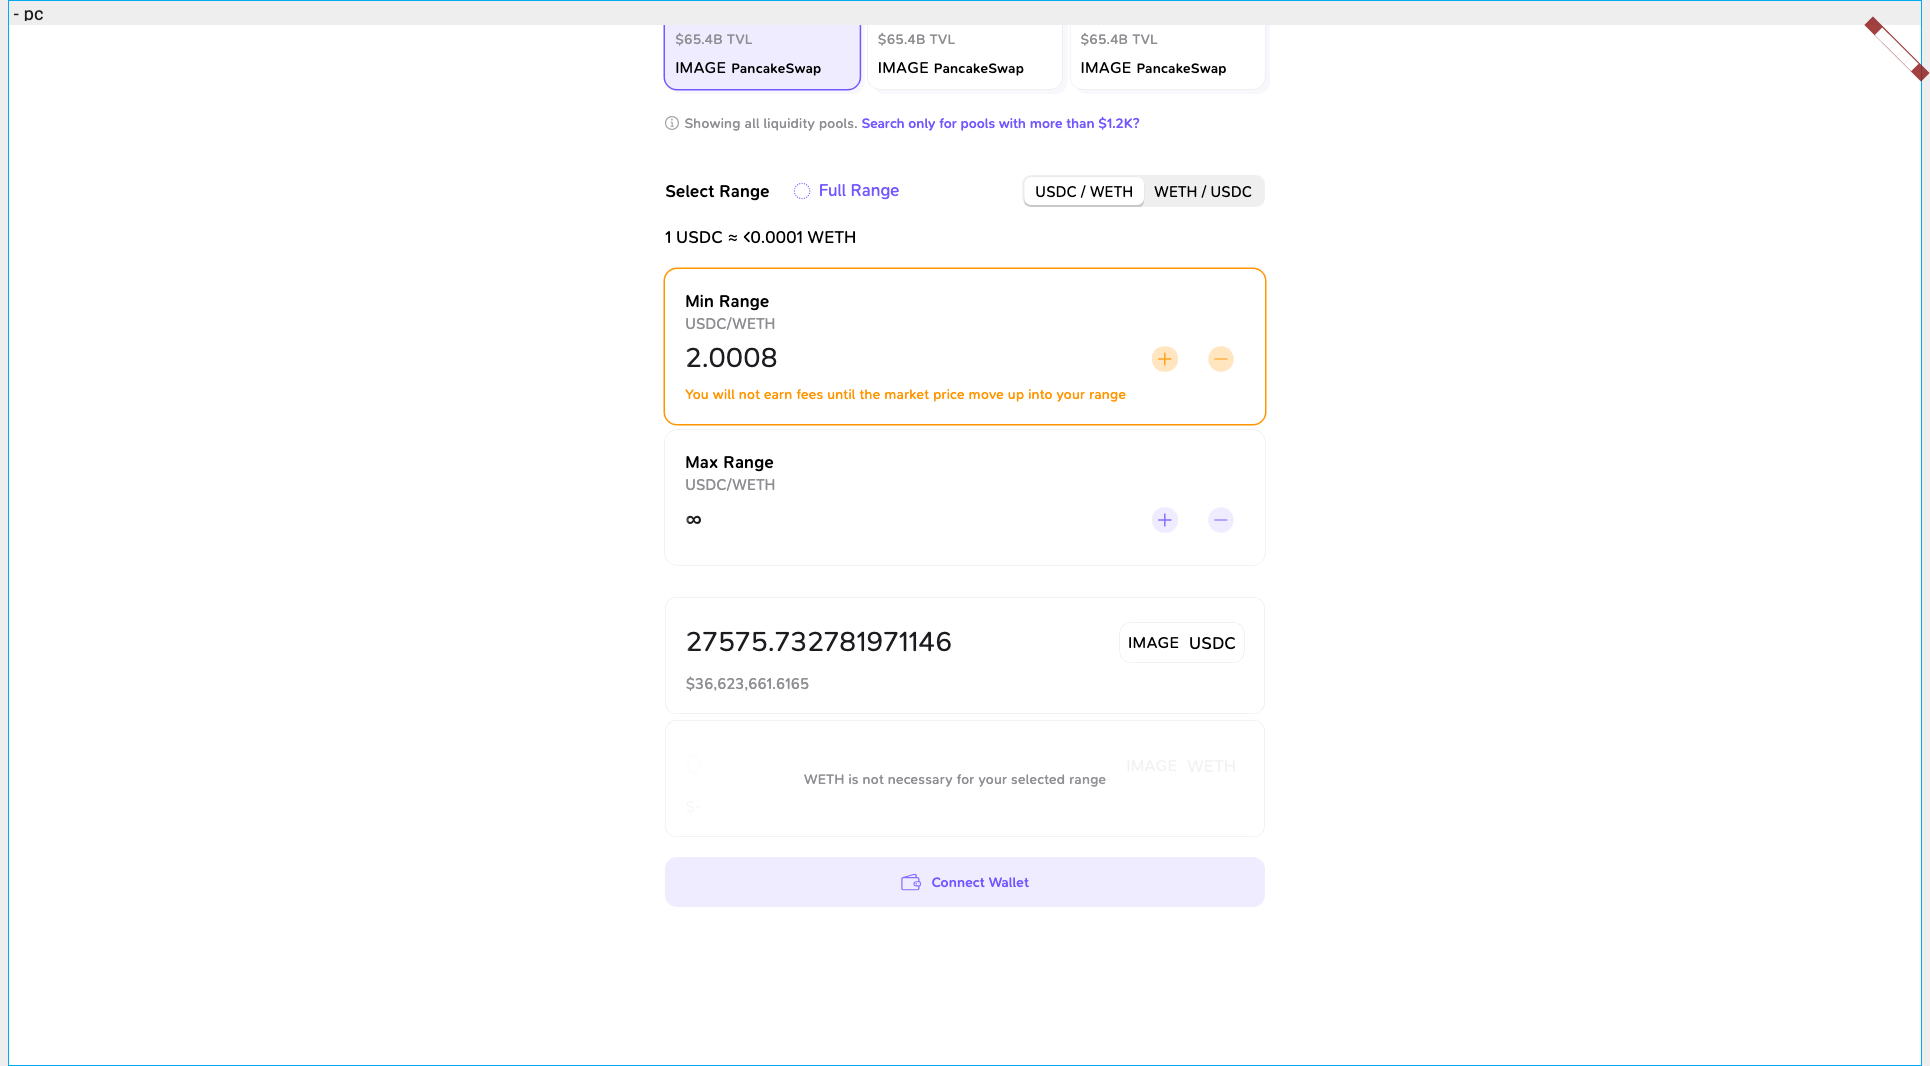 - pc
$65.4B TVL
IMAGE PancakeSwap
$65.4B TVL
IMAGE PancakeSwap
$65.4B TVL
IMAGE PancakeSwap
Showing all liquidity pools. Search only for pools with more than $1.2K?
Select Range
Full Range
USDC / WETH
WETH / USDC
1 USDC ≈ <0.0001 WETH
Min Range
USDC/WETH
2.0008
You will not earn fees until the market price move up into your range
Max Range
USDC/WETH
∞
27575.732781971146
IMAGE USDC
$36,623,661.6165
IMAGE WETH
WETH is not necessary for your selected range
Connect Wallet